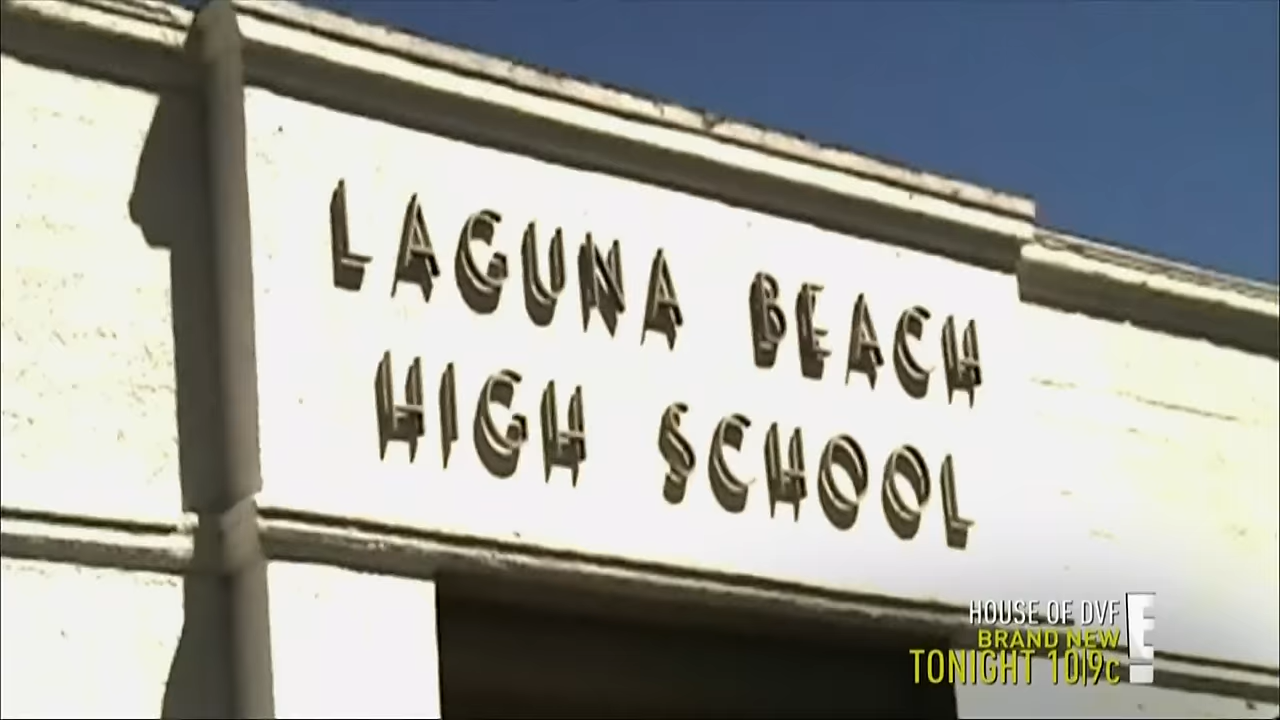 LAGUNA BEACH
HIGH SCHOOL
HOUSE OF DVF
BRAND NEW
TONIGHT 10|9c
E!